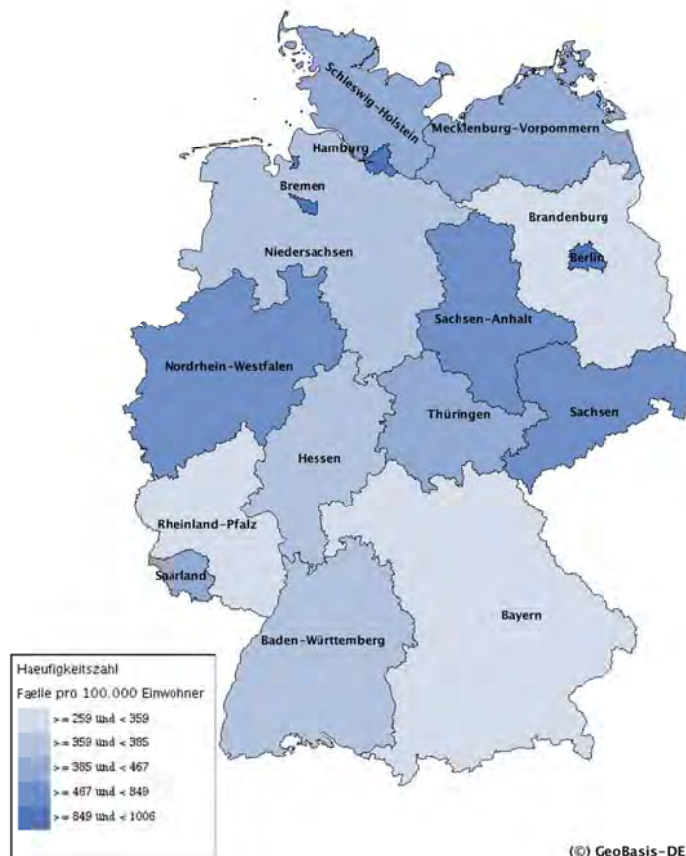 Schleswig-Holstein
Mecklenburg-Vorpommern
Hamburg
Bremen
Brandenburg
Berlin
Niedersachsen
Sachsen-Anhalt
Nordrhein-Westfalen
Thüringen
Sachsen
Hessen
Rheinland-Pfalz
Saarland
Bayern
Baden-Württemberg
Haeufigkeitszahl
Faelle pro 100.000 Einwohner
>= 259 und < 359
>= 359 und < 385
>= 385 und < 467
>= 467 und < 849
>= 849 und < 1006
(©) GeoBasis-DE